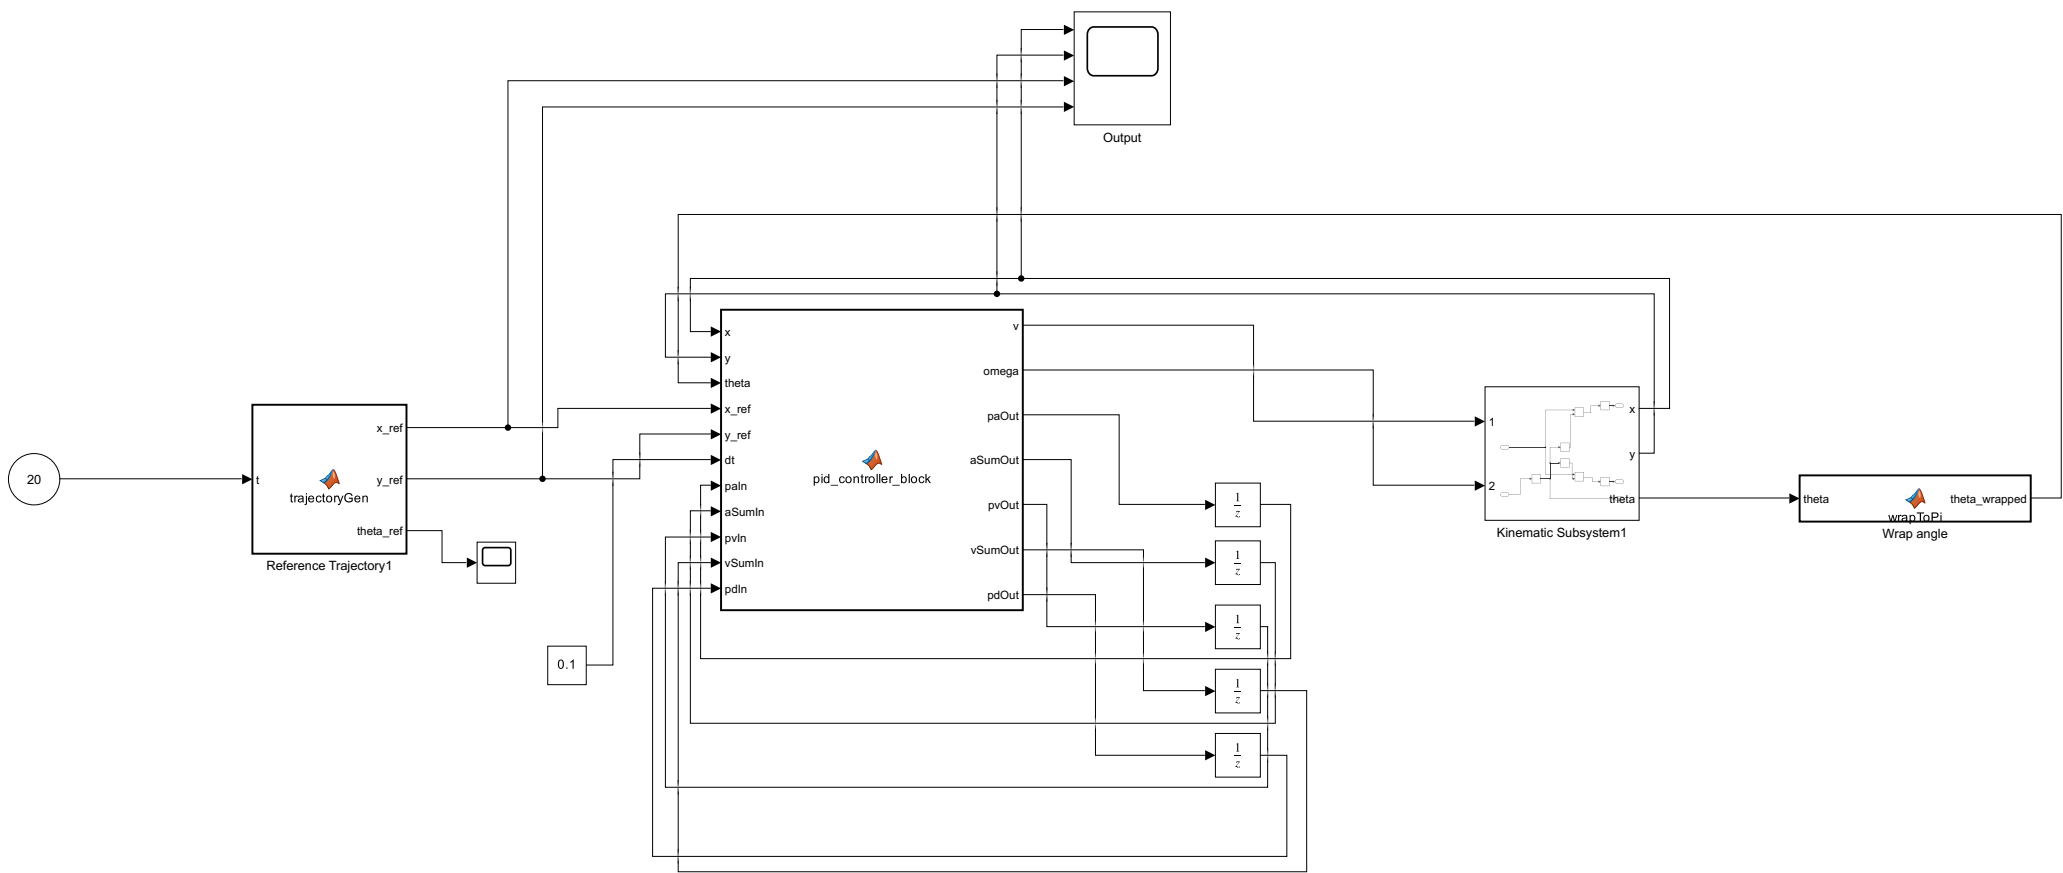 Output
20
t
trajectoryGen
x_ref
y_ref
theta_ref
Reference Trajectory1
0.1
x
y
theta
x_ref
y_ref
dt
paIn
aSumIn
pvIn
vSumIn
pdIn
pid_controller_block
v
omega
paOut
aSumOut
pvOut
vSumOut
pdOut
1
z
1
z
1
z
1
z
1
z
1
2
x
y
theta
Kinematic Subsystem1
theta
wrapToPi
theta_wrapped
Wrap angle